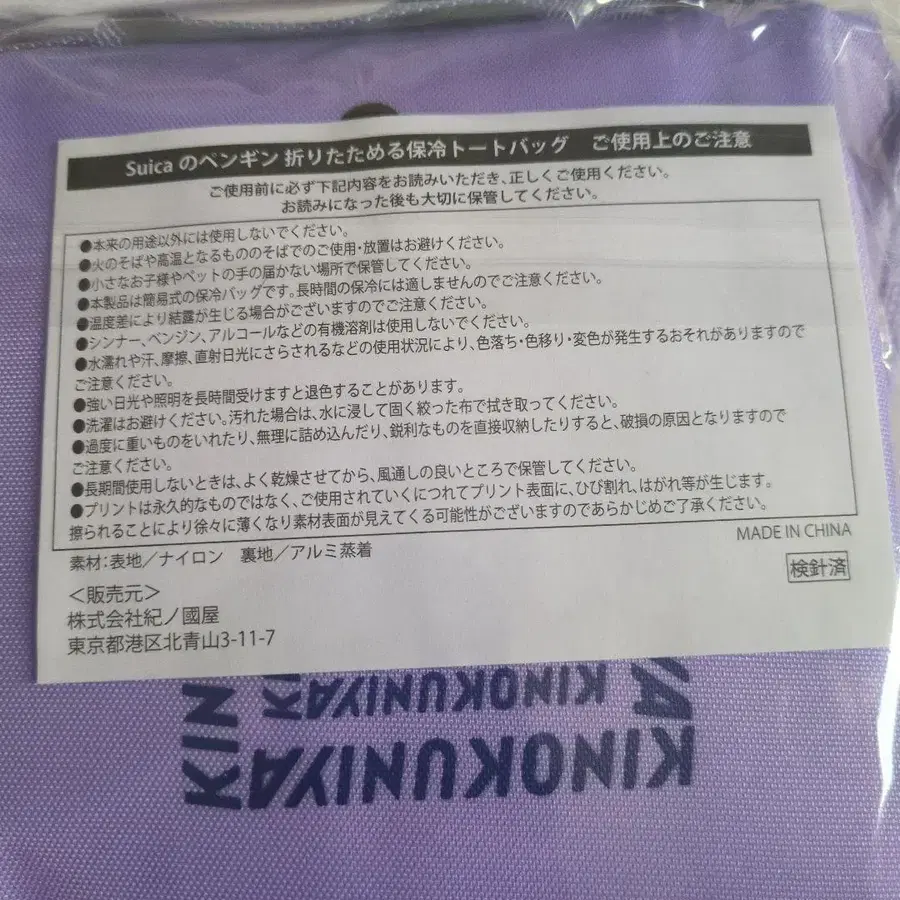 Suica のペンギン 折りたためる保冷トートバッグ　ご使用上のご注意
ご使用前に必ず下記内容をお読みいただき、正しくご使用ください。
お読みになった後も大切に保管してください。
●本来の用途以外には使用しないでください。
●火のそばや高温となるもののそばでのご使用・放置はお避けください。
●小さなお子様やペットの手の届かない場所で保管してください。
●本製品は簡易式の保冷バッグです。長時間の保冷には適しませんのでご注意ください。
●温度差により結露が生じる場合がございますのでご注意ください。
●シンナー、ベンジン、アルコールなどの有機溶剤は使用しないでください。
●水濡れや汗、摩擦、直射日光にさらされるなどの使用状況により、色落ち・色移り・変色が発生するおそれがありますので
ご注意ください。
●強い日光や照明を長時間受けますと退色することがあります。
●洗濯はお避けください。汚れた場合は、水に浸して固く絞った布で拭き取ってください。
●過度に重いものをいれたり、無理に詰め込んだり、鋭利なものを直接収納したりすると、破損の原因となりますので
ご注意ください。
●長期間使用しないときは、よく乾燥させてから、風通しの良いところで保管してください。
●プリントは永久的なものではなく、ご使用されていくにつれてプリント表面に、ひび割れ、はがれ等が生じます。
擦られることにより徐々に薄くなり素材表面が見えてくる可能性がございますのであらかじめご了承ください。
素材：表地／ナイロン　裏地／アルミ蒸着
MADE IN CHINA
検針済
＜販売元＞
株式会社紀ノ國屋
東京都港区北青山3-11-7
KINOKUNIYA
KINOKUNIYA